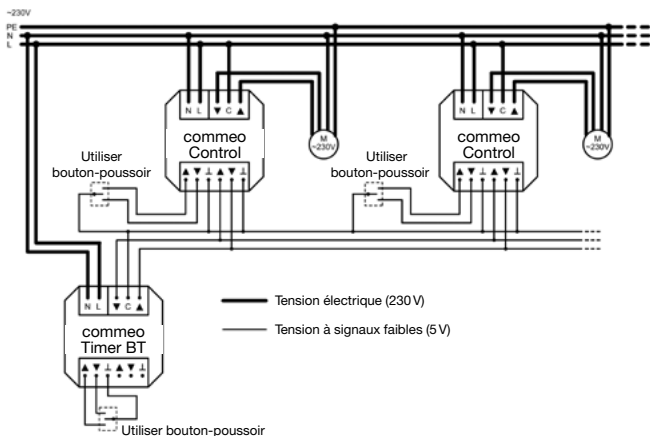 ~230V
PE
N
L
N L ▼ C ▲
commeo
Control
▲ ▼ ⊥ ▲ ▼ ⊥
M
~230V
Utiliser
bouton-poussoir
N L ▼ C ▲
commeo
Control
▲ ▼ ⊥ ▲ ▼ ⊥
M
~230V
Utiliser
bouton-poussoir
N L ▼ C ▲
commeo
Timer BT
▲ ▼ ⊥ ▲ ▼ ⊥
Utiliser bouton-poussoir
Tension électrique (230 V)
Tension à signaux faibles (5 V)